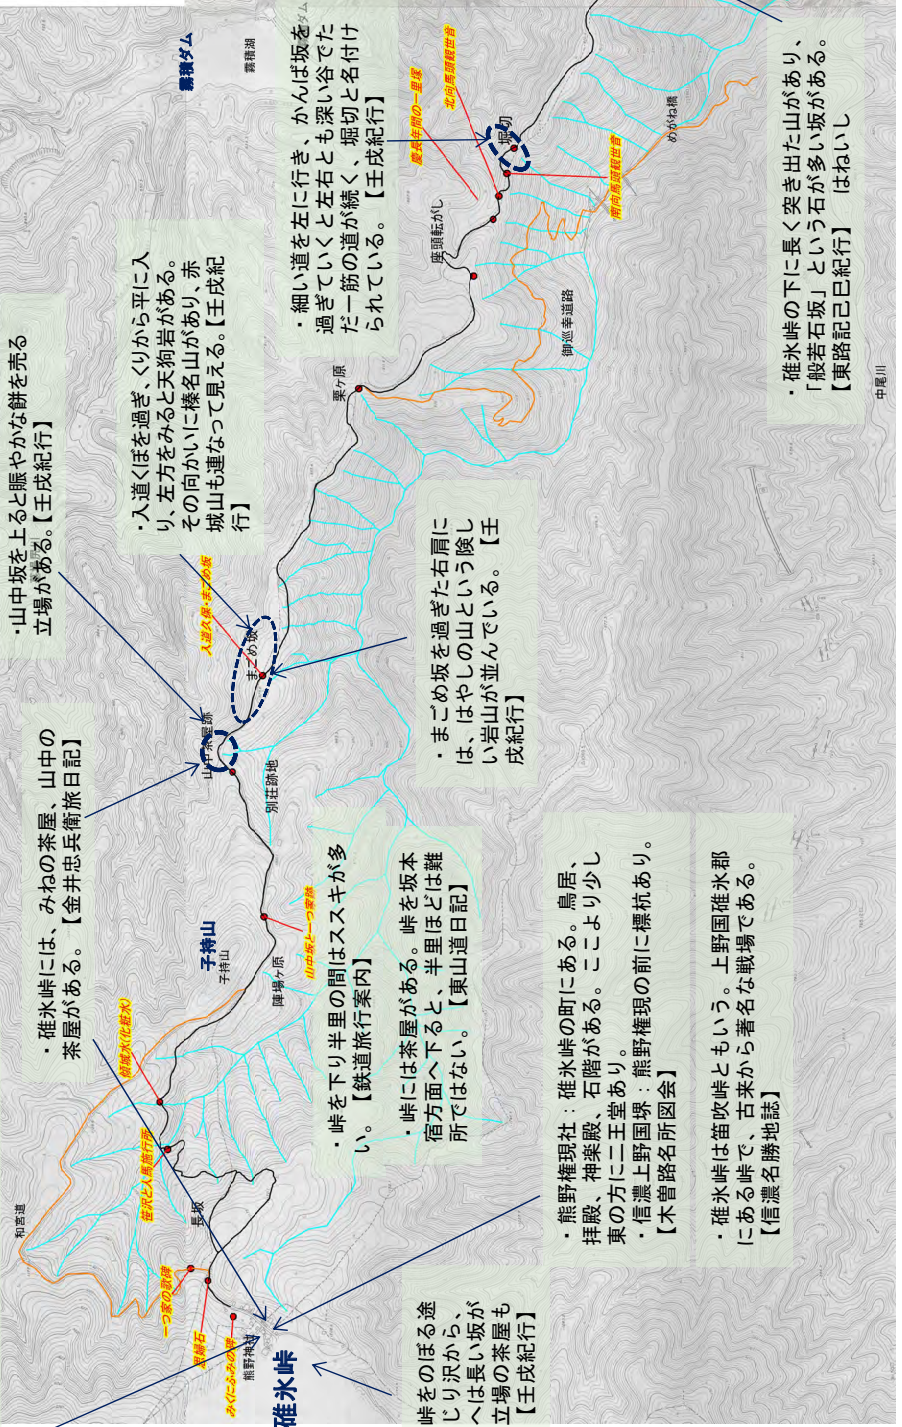 ・山中坂を上ると賑やかな餅を売る
立場がある。【壬戌紀行】
・碓氷峠には、みねの茶屋、山中の
茶屋がある。【金井忠兵衛旅日記】
・入道くぼを過ぎ、くりから平に入
り、左方をみると天狗岩がある。
その向かいに榛名山があり、赤
城山も連なって見える。【壬戌紀
行】
・細い道を左に行き、かんば坂を
過ぎていくと左右とも深い谷でた
だ一筋の道が続く、堀切と名付け
られている。【壬戌紀行】
・碓氷峠の下に長く突き出た山があり、
「般若石坂」という石が多い坂がある。
【東路記己巳紀行】　はねいし
・まごめ坂を過ぎた右肩に
は、はやしの山という険し
い岩山が並んでいる。【壬
戌紀行】
・峠を下り半里の間はススキが多
い。【鉄道旅行案内】
・峠には茶屋がある。峠を坂本
宿方面へ下ると、半里ほどは難
所ではない。【東山道日記】
・熊野権現社：碓氷峠の町にある。鳥居、
拝殿、神楽殿、石階がある。ここより少し
東の方に二王堂あり。
・信濃上野国堺：熊野権現の前に標杭あり。
【木曽路名所図会】
・碓氷峠は笛吹峠ともいう。上野国碓氷郡
にある峠で、古来から著名な戦場である。
【信濃名勝地誌】
峠をのぼる途
じり沢から、
へは長い坂が
立場の茶屋も
【壬戌紀行】
碓氷峠
熊野神社
みくにふみの碑
思婦石
一つ家の歌碑
長坂
和宮道
笹沢と人馬施行所
傾城水(化粧水)
子持山
子持山
陣場ヶ原
山中坂と一つ家跡
別荘跡地
山中茶屋跡
まごめ坂
入道久保・まごめ坂
栗ヶ原
御巡幸道路
座頭転がし
慶長年間の一里塚
北向馬頭観世音
南向馬頭観世音
堀切
めがね橋
霧積ダム
霧積湖
ダム
中尾川